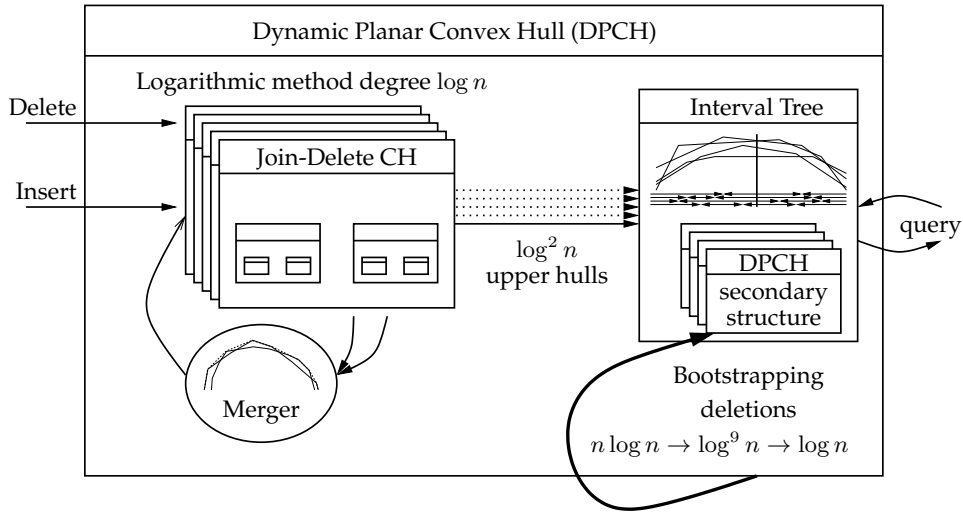 Dynamic Planar Convex Hull (DPCH)
Logarithmic method degree log n
Delete
Insert
Join-Delete CH
Merger
log² n
upper hulls
Interval Tree
DPCH
secondary
structure
query
Bootstrapping
deletions
n log n → log⁹ n → log n